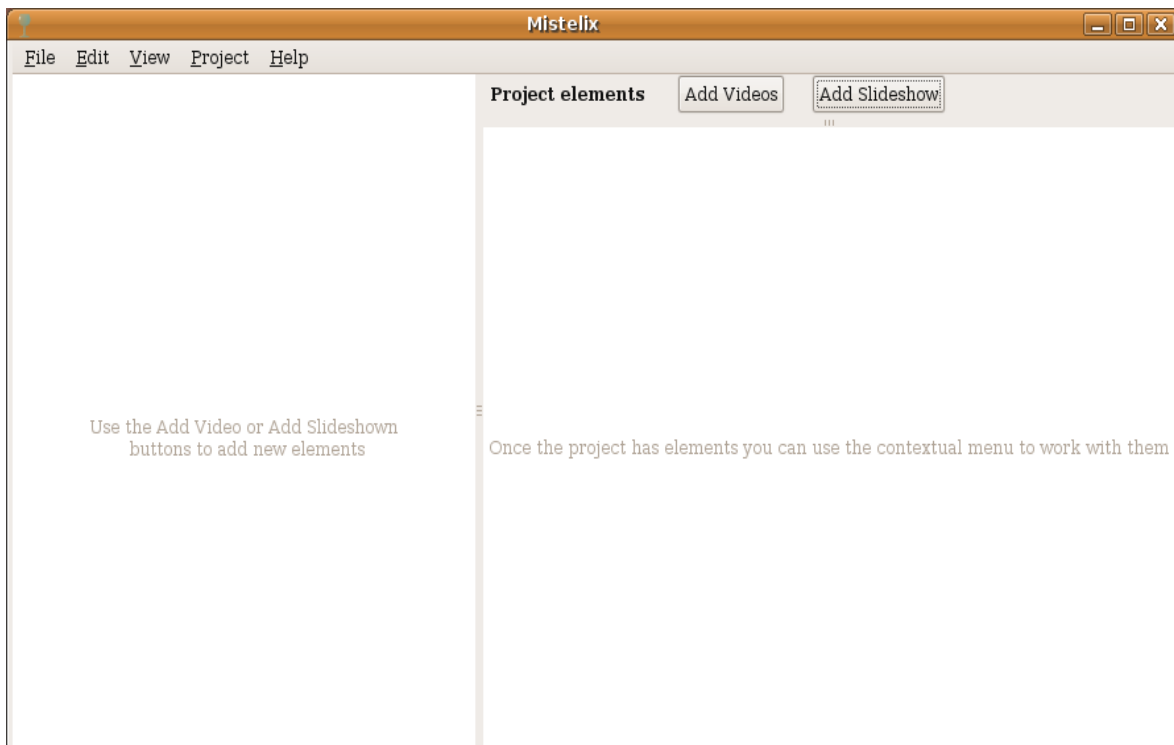 Mistelix
File Edit View Project Help
Project elements Add Videos Add Slideshow
Use the Add Video or Add Slideshown
buttons to add new elements
Once the project has elements you can use the contextual menu to work with them